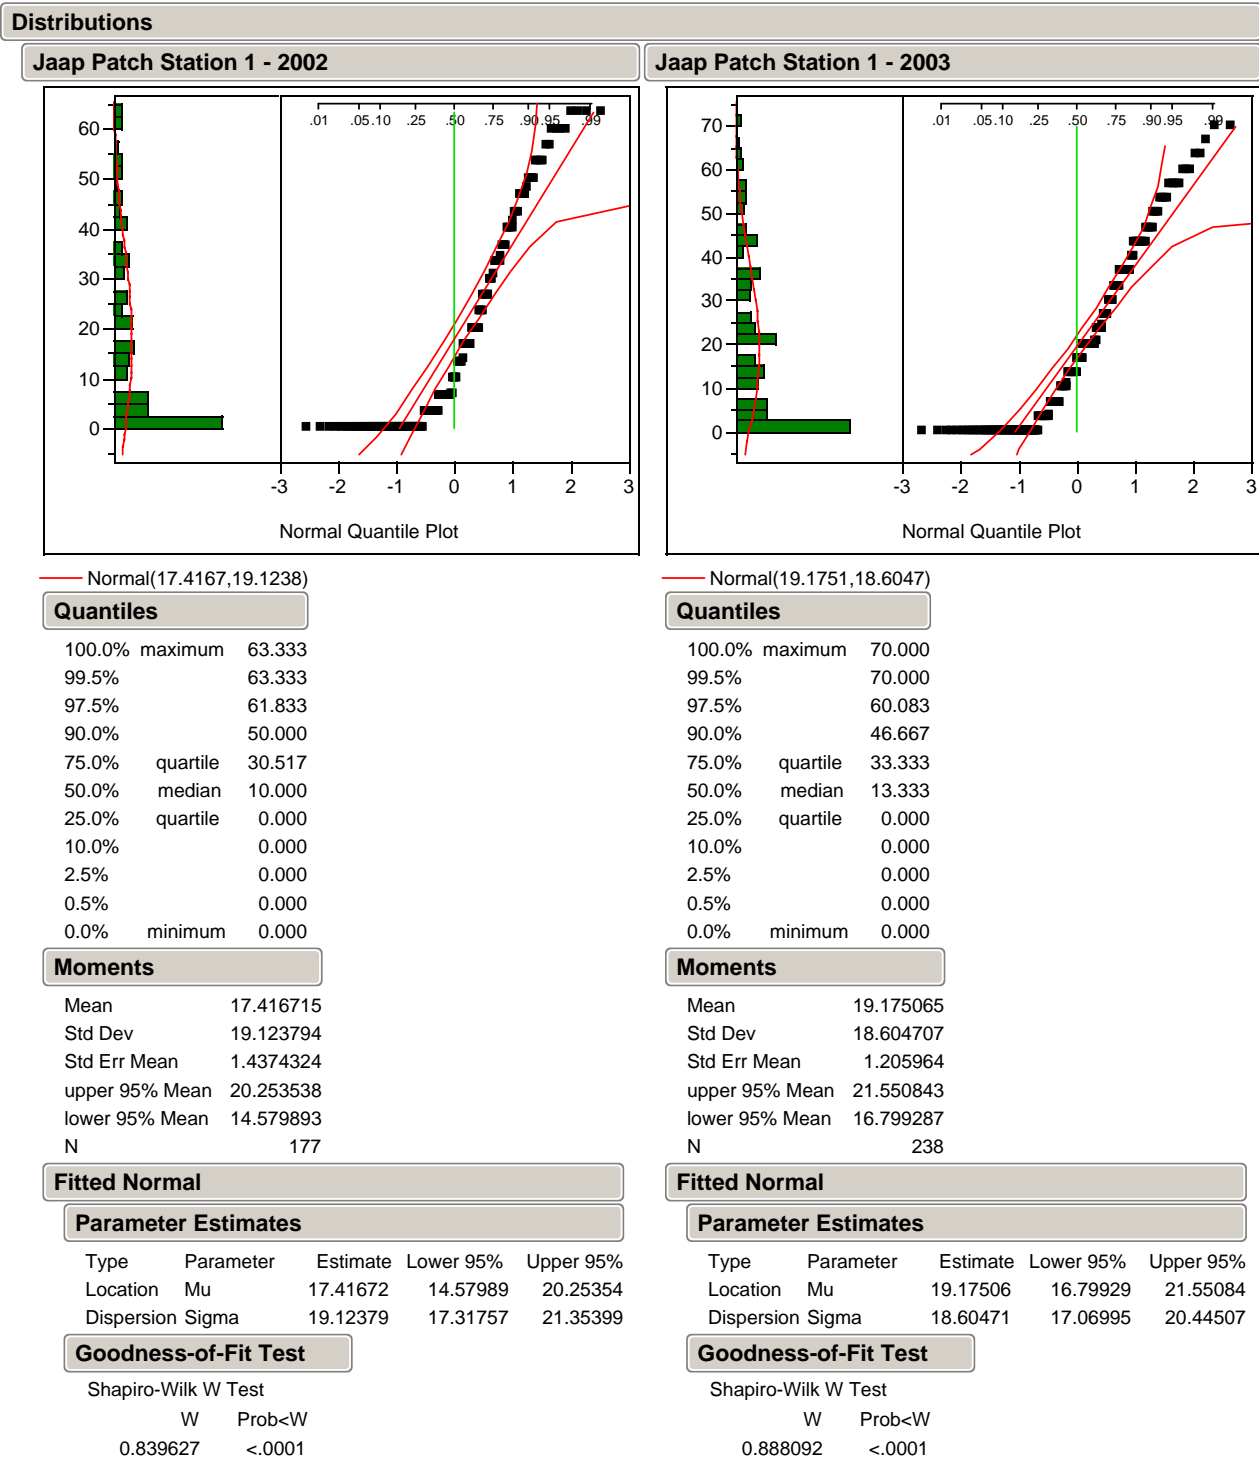 Distributions
Jaap Patch Station 1 - 2002
60
50
40
30
20
10
0
.01 .05 .10 .25 .50 .75 .90 .95 .99
-3 -2 -1 0 1 2 3
Normal Quantile Plot
Normal(17.4167,19.1238)
Quantiles
100.0% maximum 63.333
99.5% 63.333
97.5% 61.833
90.0% 50.000
75.0% quartile 30.517
50.0% median 10.000
25.0% quartile 0.000
10.0% 0.000
2.5% 0.000
0.5% 0.000
0.0% minimum 0.000
Moments
Mean 17.416715
Std Dev 19.123794
Std Err Mean 1.4374324
upper 95% Mean 20.253538
lower 95% Mean 14.579893
N 177
Fitted Normal
Parameter Estimates
Type Parameter Estimate Lower 95% Upper 95%
Location Mu 17.41672 14.57989 20.25354
Dispersion Sigma 19.12379 17.31757 21.35399
Goodness-of-Fit Test
Shapiro-Wilk W Test
W Prob<W
0.839627 <.0001
Jaap Patch Station 1 - 2003
70
60
50
40
30
20
10
0
.01 .05 .10 .25 .50 .75 .90 .95 .99
-3 -2 -1 0 1 2 3
Normal Quantile Plot
Normal(19.1751,18.6047)
Quantiles
100.0% maximum 70.000
99.5% 70.000
97.5% 60.083
90.0% 46.667
75.0% quartile 33.333
50.0% median 13.333
25.0% quartile 0.000
10.0% 0.000
2.5% 0.000
0.5% 0.000
0.0% minimum 0.000
Moments
Mean 19.175065
Std Dev 18.604707
Std Err Mean 1.205964
upper 95% Mean 21.550843
lower 95% Mean 16.799287
N 238
Fitted Normal
Parameter Estimates
Type Parameter Estimate Lower 95% Upper 95%
Location Mu 19.17506 16.79929 21.55084
Dispersion Sigma 18.60471 17.06995 20.44507
Goodness-of-Fit Test
Shapiro-Wilk W Test
W Prob<W
0.888092 <.0001